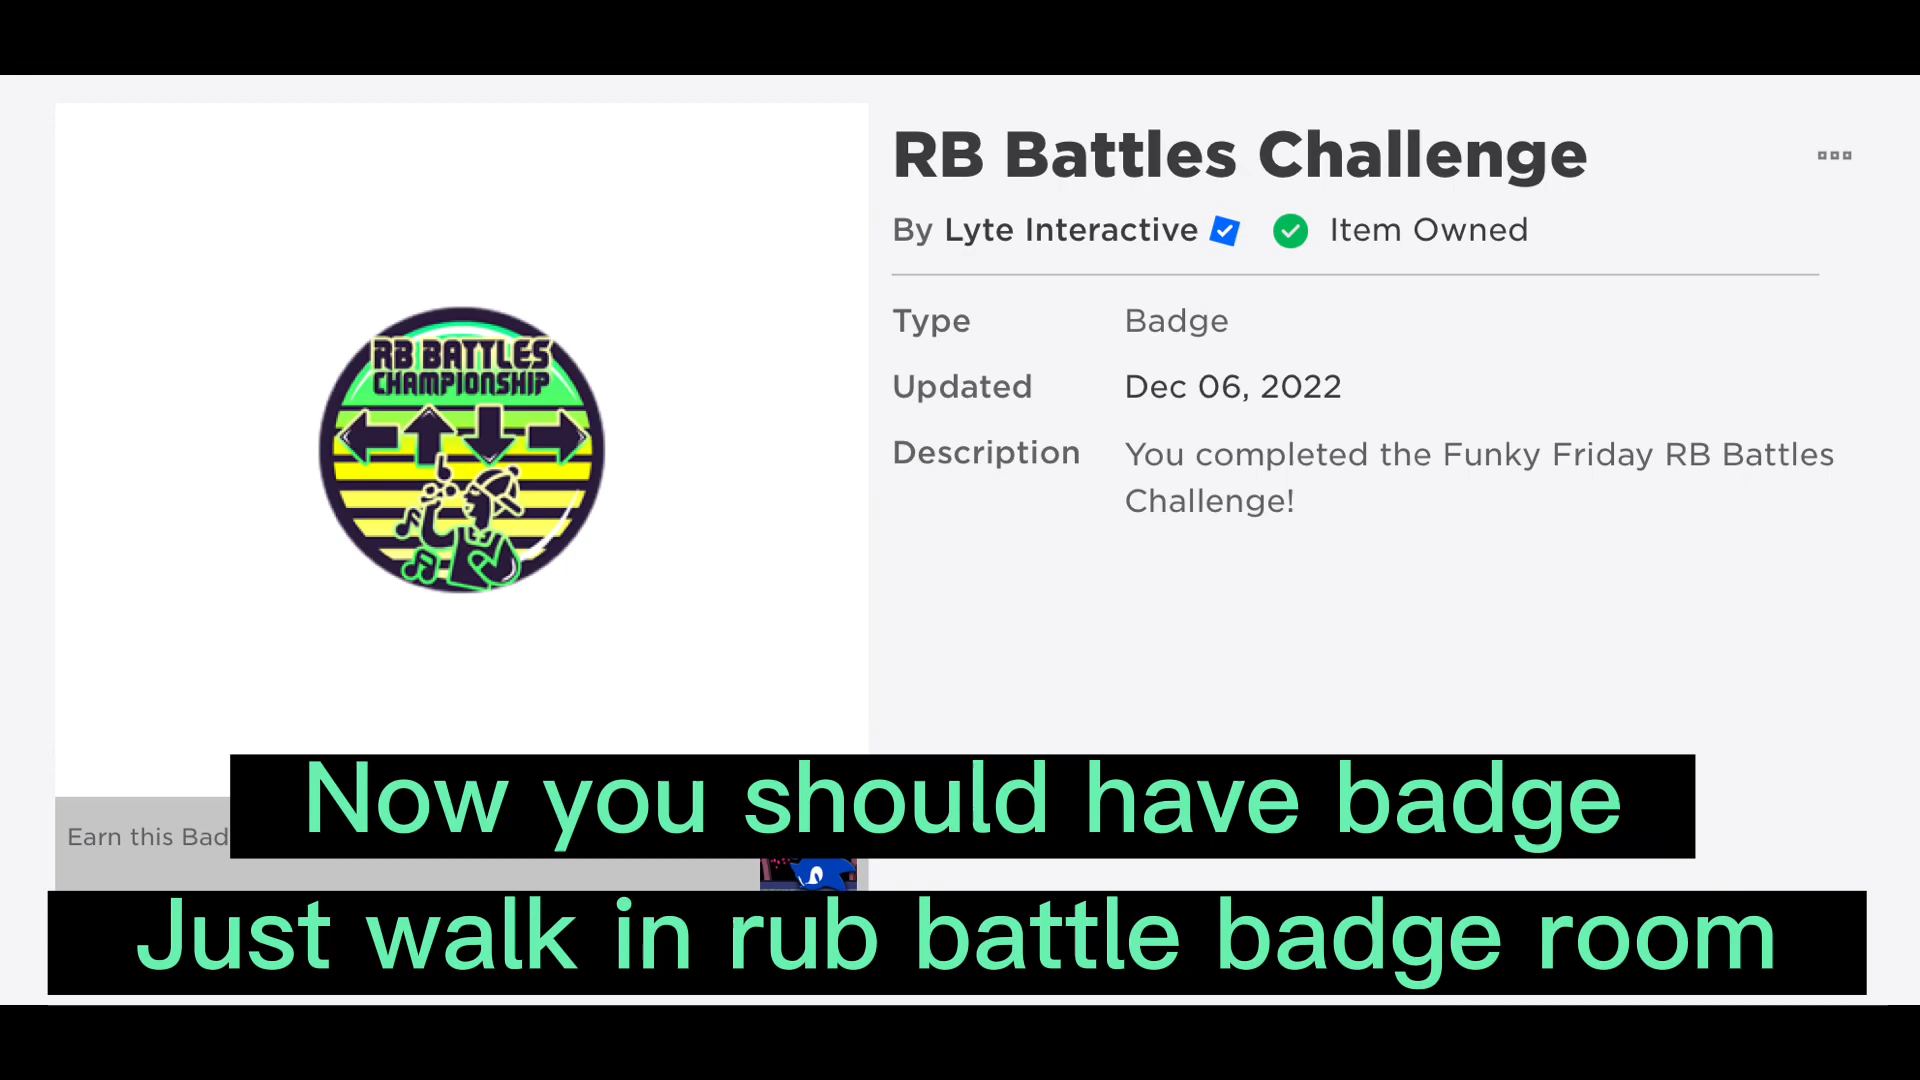 RB Battles Challenge
By Lyte Interactive Item Owned
Type Badge
Updated Dec 06, 2022
Description You completed the Funky Friday RB Battles
Challenge!
RB BATTLES
CHAMPIONSHIP
Earn this Bad
Now you should have badge
Just walk in rub battle badge room